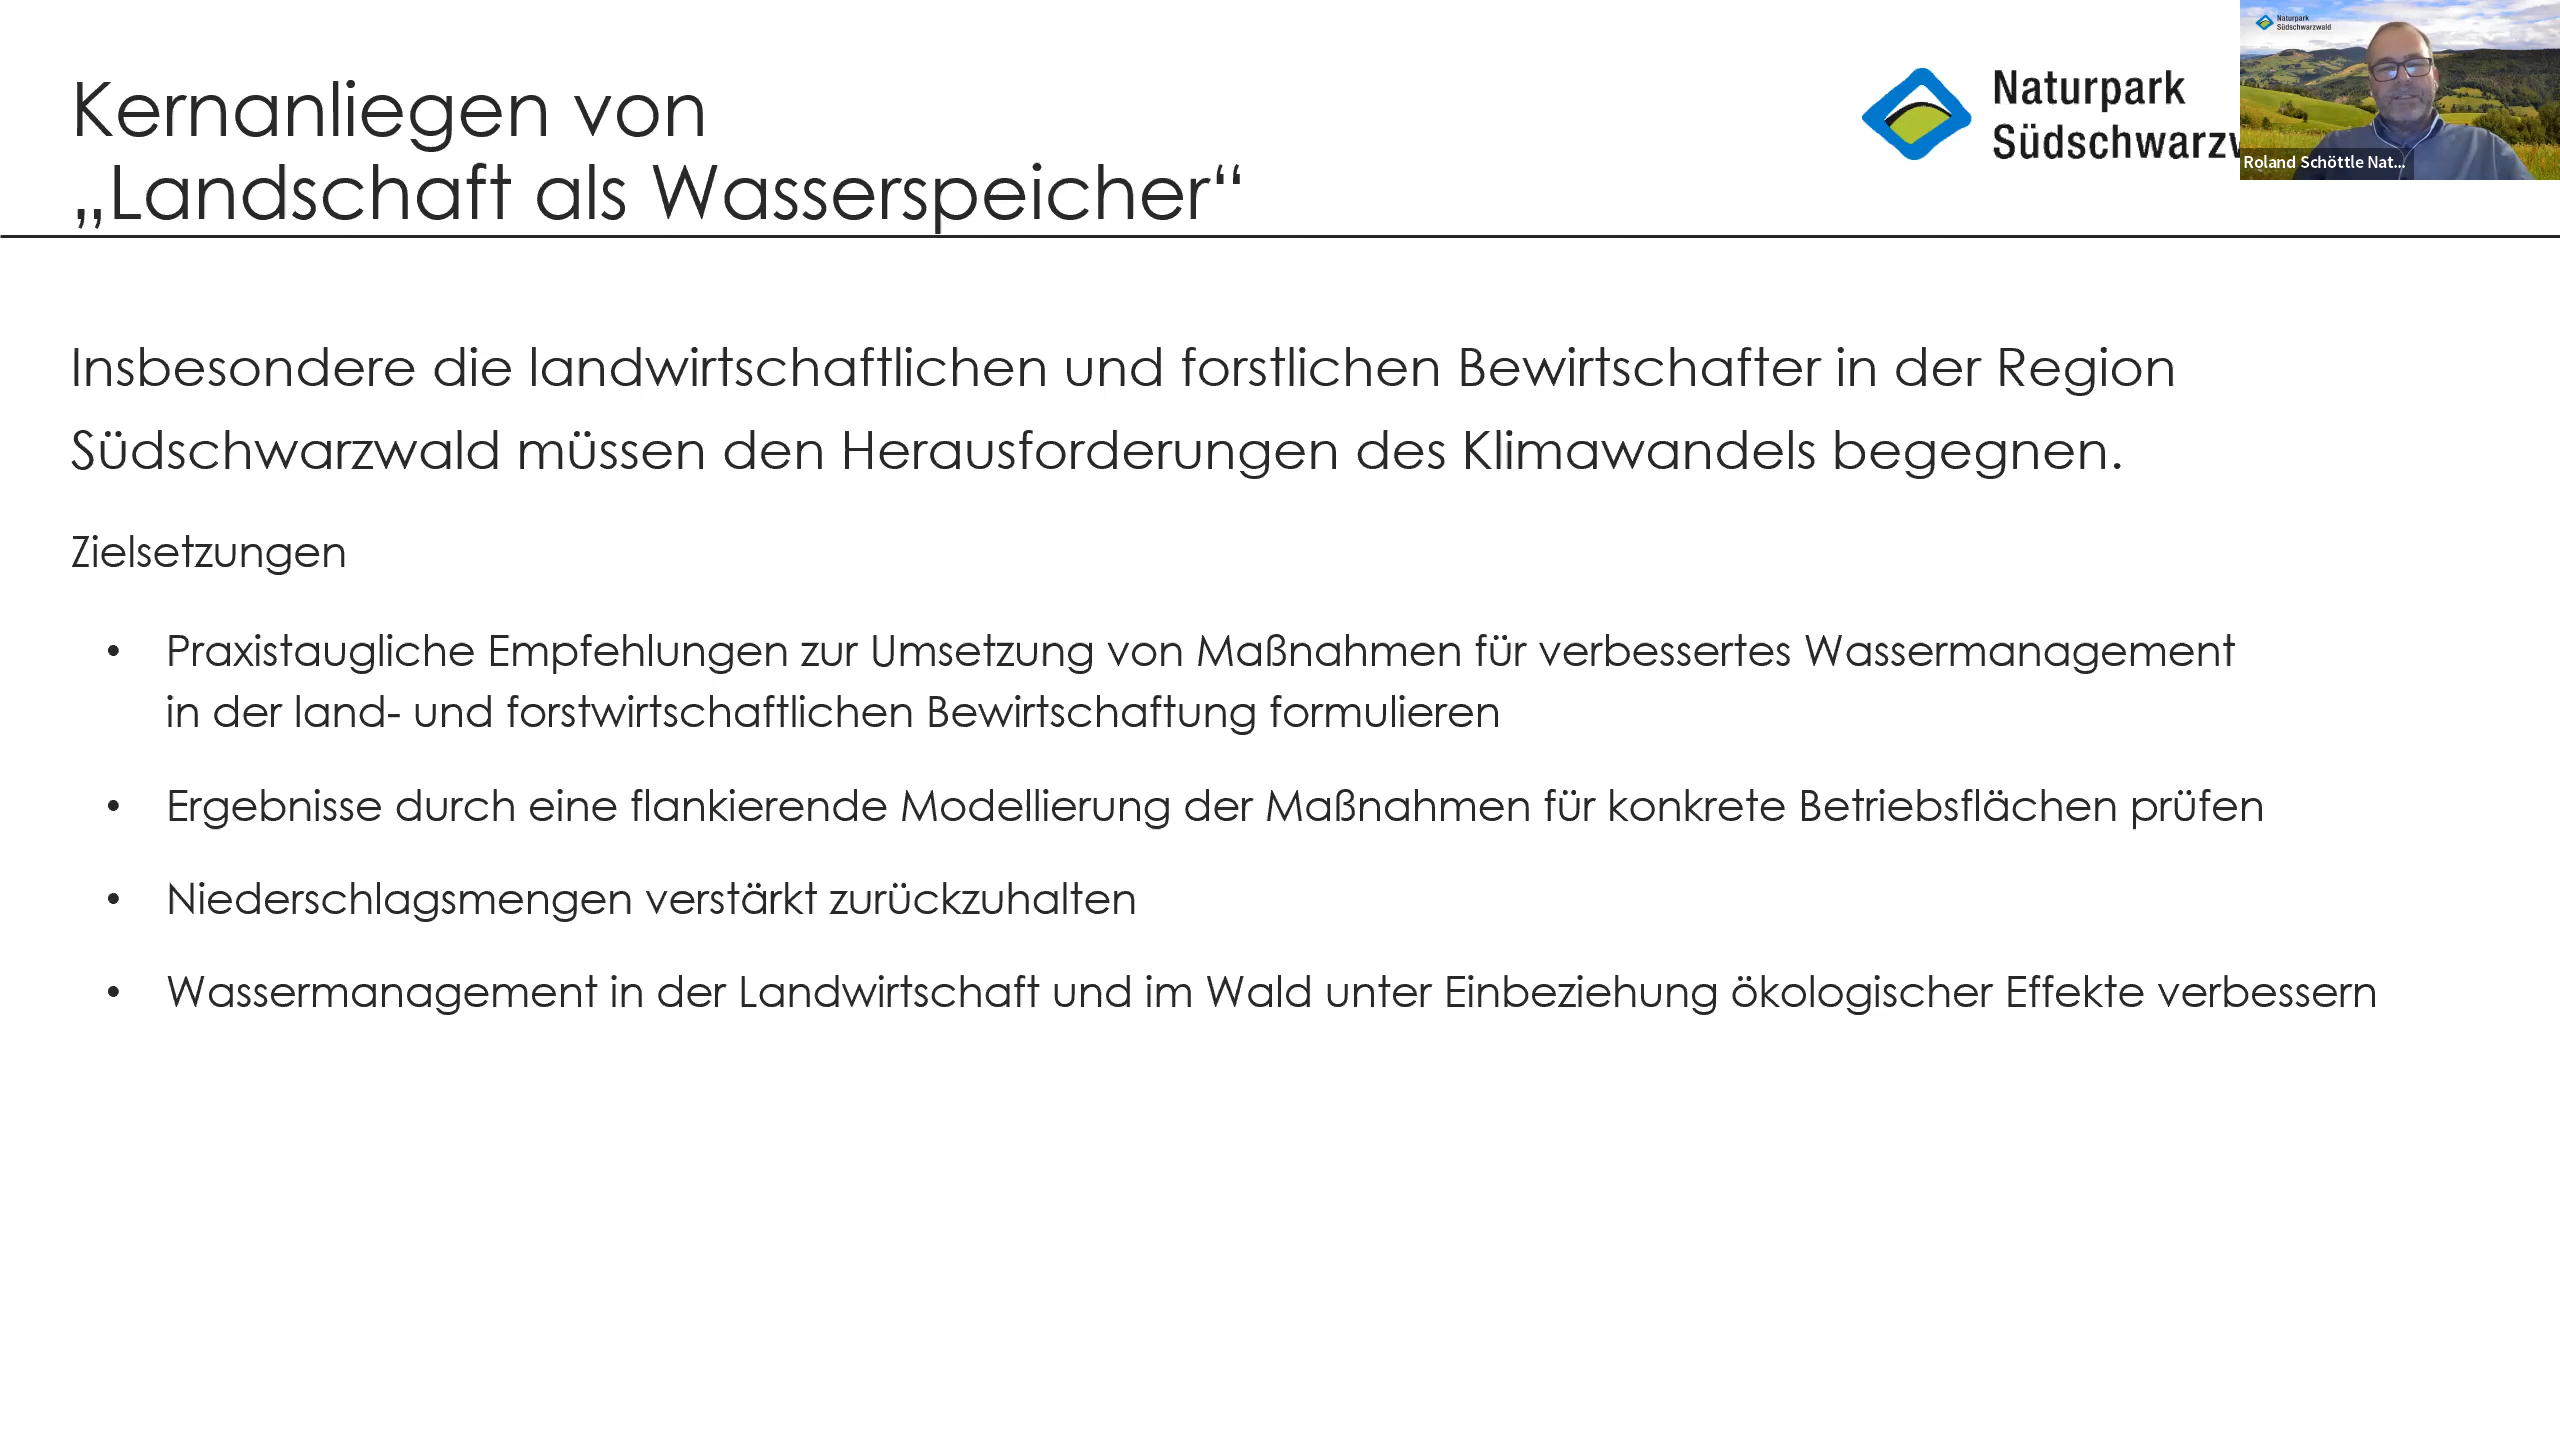 Kernanliegen von
„Landschaft als Wasserspeicher“
Naturpark
Südschwarzw
Naturpark
Südschwarzwald
Roland Schöttle Nat...
Insbesondere die landwirtschaftlichen und forstlichen Bewirtschafter in der Region
Südschwarzwald müssen den Herausforderungen des Klimawandels begegnen.
Zielsetzungen
• Praxistaugliche Empfehlungen zur Umsetzung von Maßnahmen für verbessertes Wassermanagement
in der land- und forstwirtschaftlichen Bewirtschaftung formulieren
• Ergebnisse durch eine flankierende Modellierung der Maßnahmen für konkrete Betriebsflächen prüfen
• Niederschlagsmengen verstärkt zurückzuhalten
• Wassermanagement in der Landwirtschaft und im Wald unter Einbeziehung ökologischer Effekte verbessern